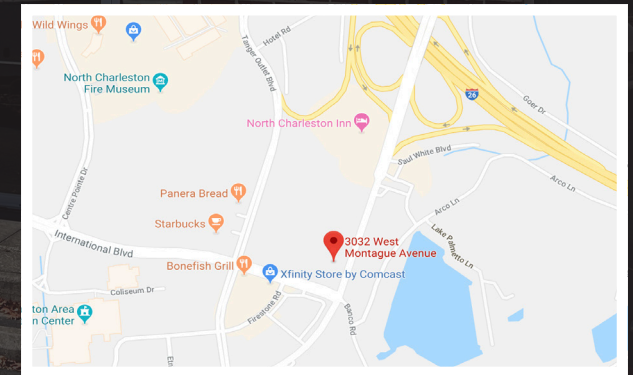 Wild Wings
Hotel Rd
Tanger Outlet Blvd
North Charleston
Fire Museum
26
Goer Dr
North Charleston Inn
Saul White Blvd
Arco Ln
Centre Pointe Dr
Panera Bread
Arco Ln
Starbucks
Lake Palmetto Ln
International Blvd
3032 West
Montague Avenue
Bonefish Grill
Xfinity Store by Comcast
Coliseum Dr
Firestone Rd
Banco Rd
ton Area
n Center